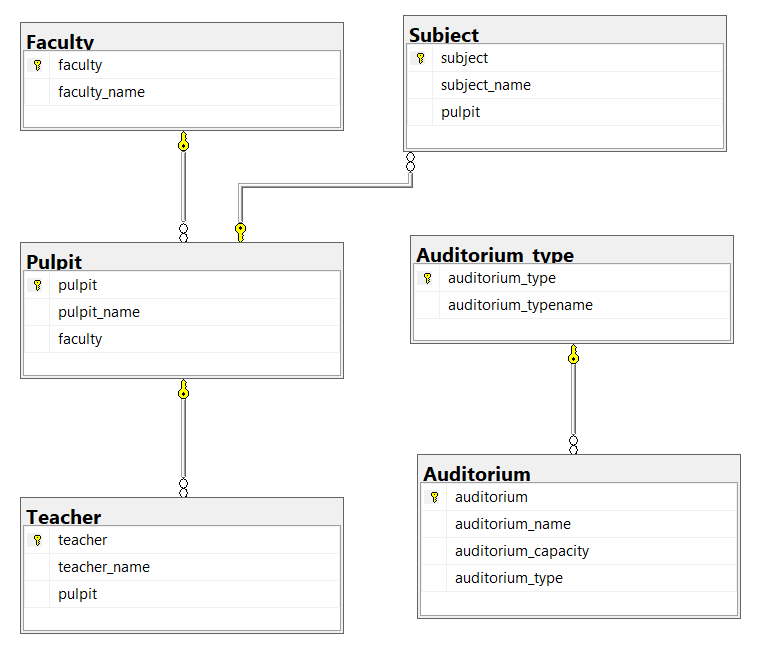 Faculty
faculty
faculty_name
Subject
subject
subject_name
pulpit
Pulpit
pulpit
pulpit_name
faculty
Auditorium_type
auditorium_type
auditorium_typename
Teacher
teacher
teacher_name
pulpit
Auditorium
auditorium
auditorium_name
auditorium_capacity
auditorium_type